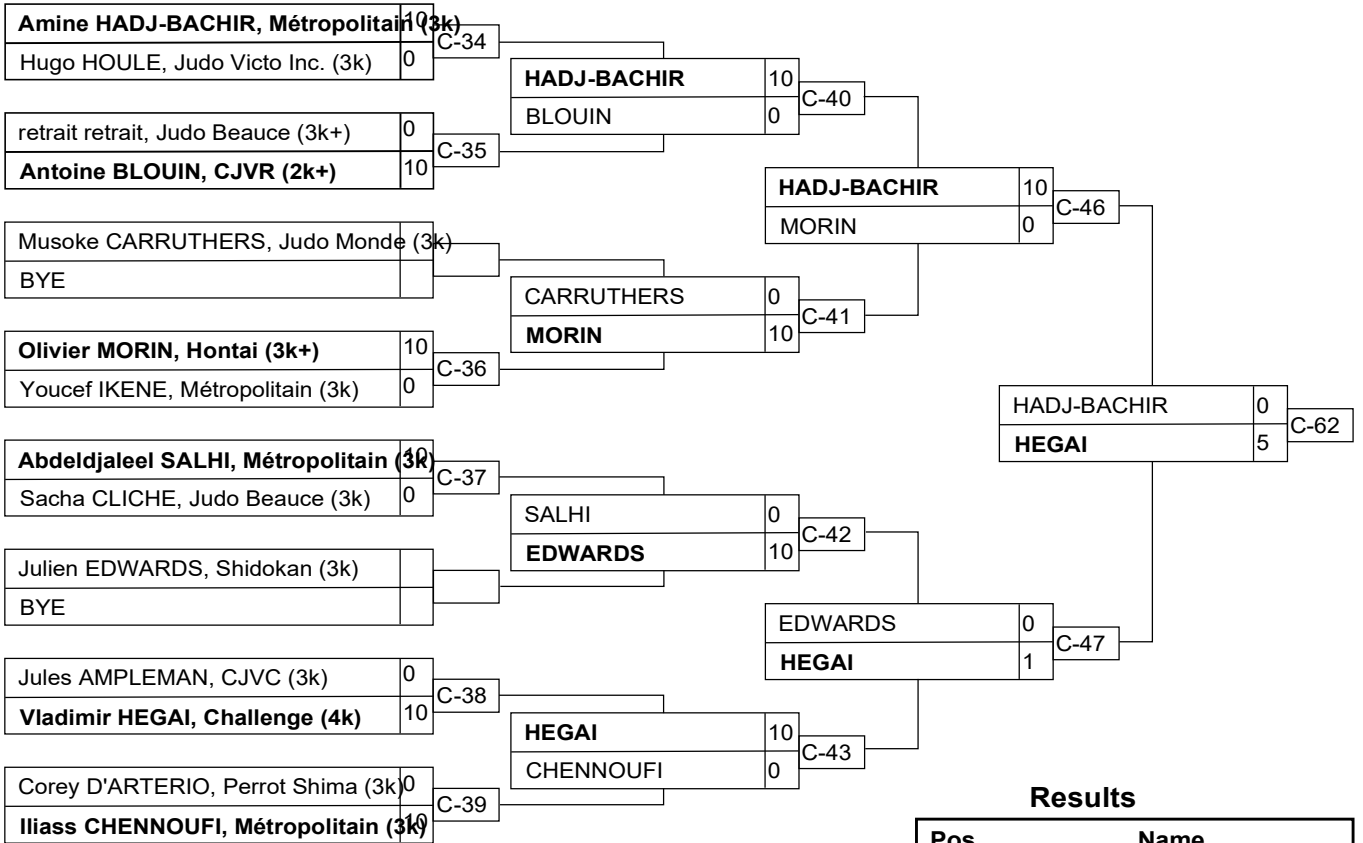 Amine HADJ-BACHIR, Métropolitain (3k) 10
C-34
Hugo HOULE, Judo Victo Inc. (3k) 0
HADJ-BACHIR 10
C-40
BLOUIN 0
retrait retrait, Judo Beauce (3k+) 0
C-35
Antoine BLOUIN, CJVR (2k+) 10
HADJ-BACHIR 10
C-46
MORIN 0
Musoke CARRUTHERS, Judo Monde (3k)
BYE
CARRUTHERS 0
C-41
MORIN 10
Olivier MORIN, Hontai (3k+) 10
C-36
Youcef IKENE, Métropolitain (3k) 0
HADJ-BACHIR 0
C-62
HEGAI 5
Abdeldjaleel SALHI, Métropolitain (3k) 10
C-37
Sacha CLICHE, Judo Beauce (3k) 0
SALHI 0
C-42
EDWARDS 10
Julien EDWARDS, Shidokan (3k)
BYE
EDWARDS 0
C-47
HEGAI 1
Jules AMPLEMAN, CJVC (3k) 0
C-38
Vladimir HEGAI, Challenge (4k) 10
HEGAI 10
C-43
CHENNOUFI 0
Corey D'ARTERIO, Perrot Shima (3k) 0
C-39
Iliass CHENNOUFI, Métropolitain (3k) 10
Results
Pos Name